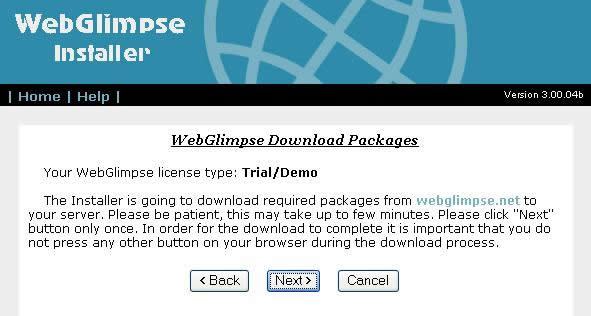 WebGlimpse
Installer
| Home | Help |
Version 3.00.04b
WebGlimpse Download Packages
Your WebGlimpse license type: Trial/Demo
The Installer is going to download required packages from webglimpse.net to
your server. Please be patient, this may take up to few minutes. Please click "Next"
button only once. In order for the download to complete it is important that you do
not press any other button on your browser during the download process.
< Back
Next >
Cancel